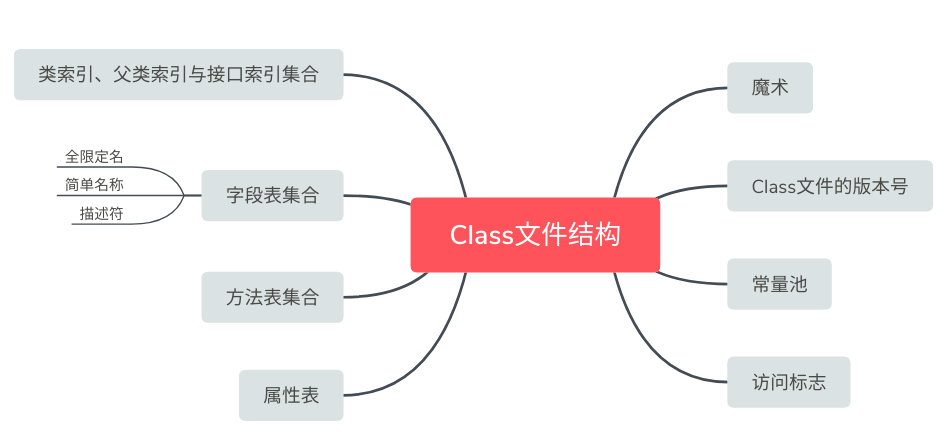 Class文件结构
魔术
Class文件的版本号
常量池
访问标志
类索引、父类索引与接口索引集合
字段表集合
全限定名
简单名称
描述符
方法表集合
属性表